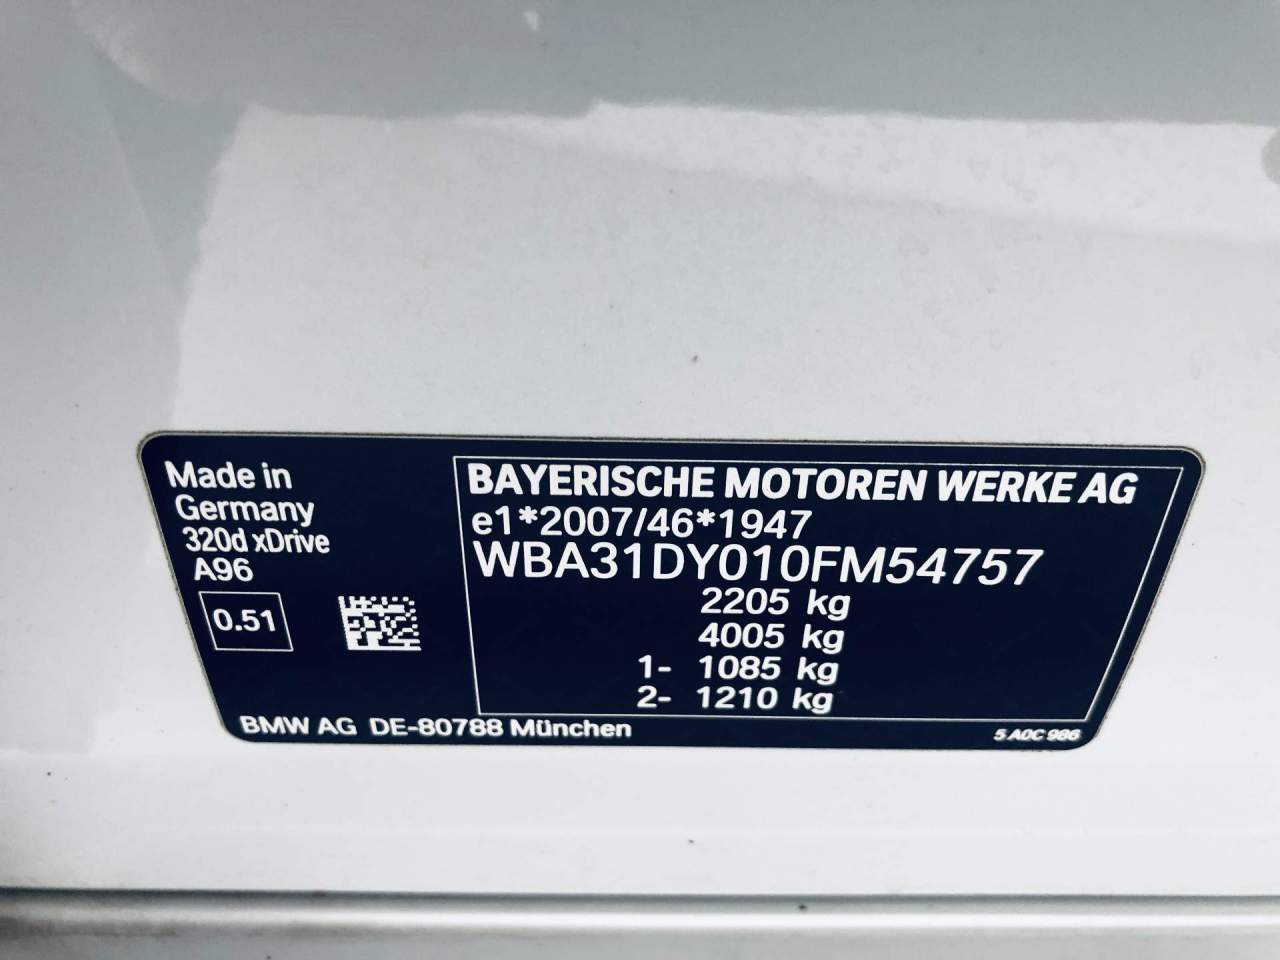 Made in
Germany
320d xDrive
A96
0.51
BAYERISCHE MOTOREN WERKE AG
e1*2007/46*1947
WBA31DY010FM54757
2205 kg
4005 kg
1- 1085 kg
2- 1210 kg
BMW AG DE-80788 München
5 A0C 986